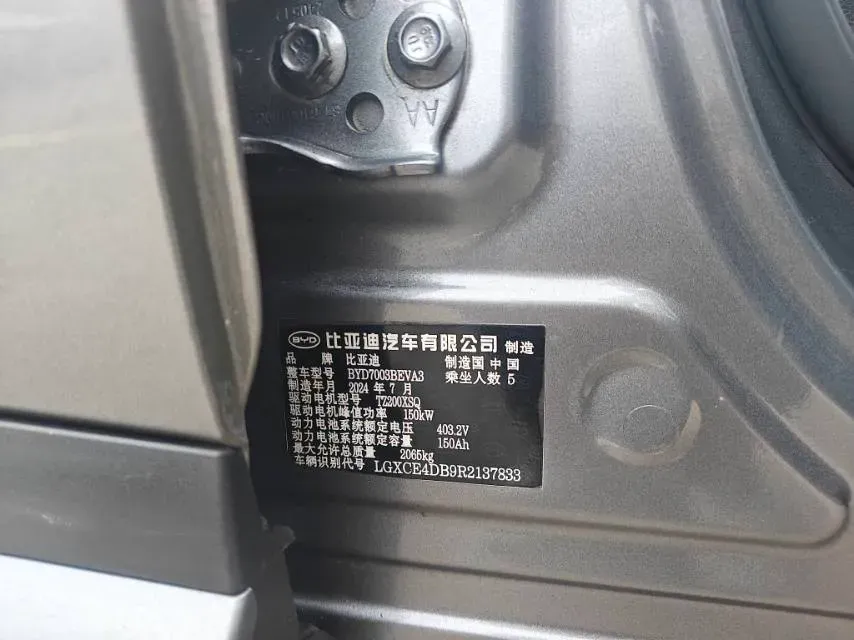 BYD 比亚迪汽车有限公司 制造
品 牌 比亚迪 制造国 中国
整车型号 BYD7003BEVA3 乘坐人数 5
制造年月 2024 年 7 月
驱动电机型号 TZ200XSQ
驱动电机峰值功率 150kW
动力电池系统额定电压 403.2V
动力电池系统额定容量 150Ah
最大允许总质量 2065kg
车辆识别代号 LGXCE4DB9R2137833
AA